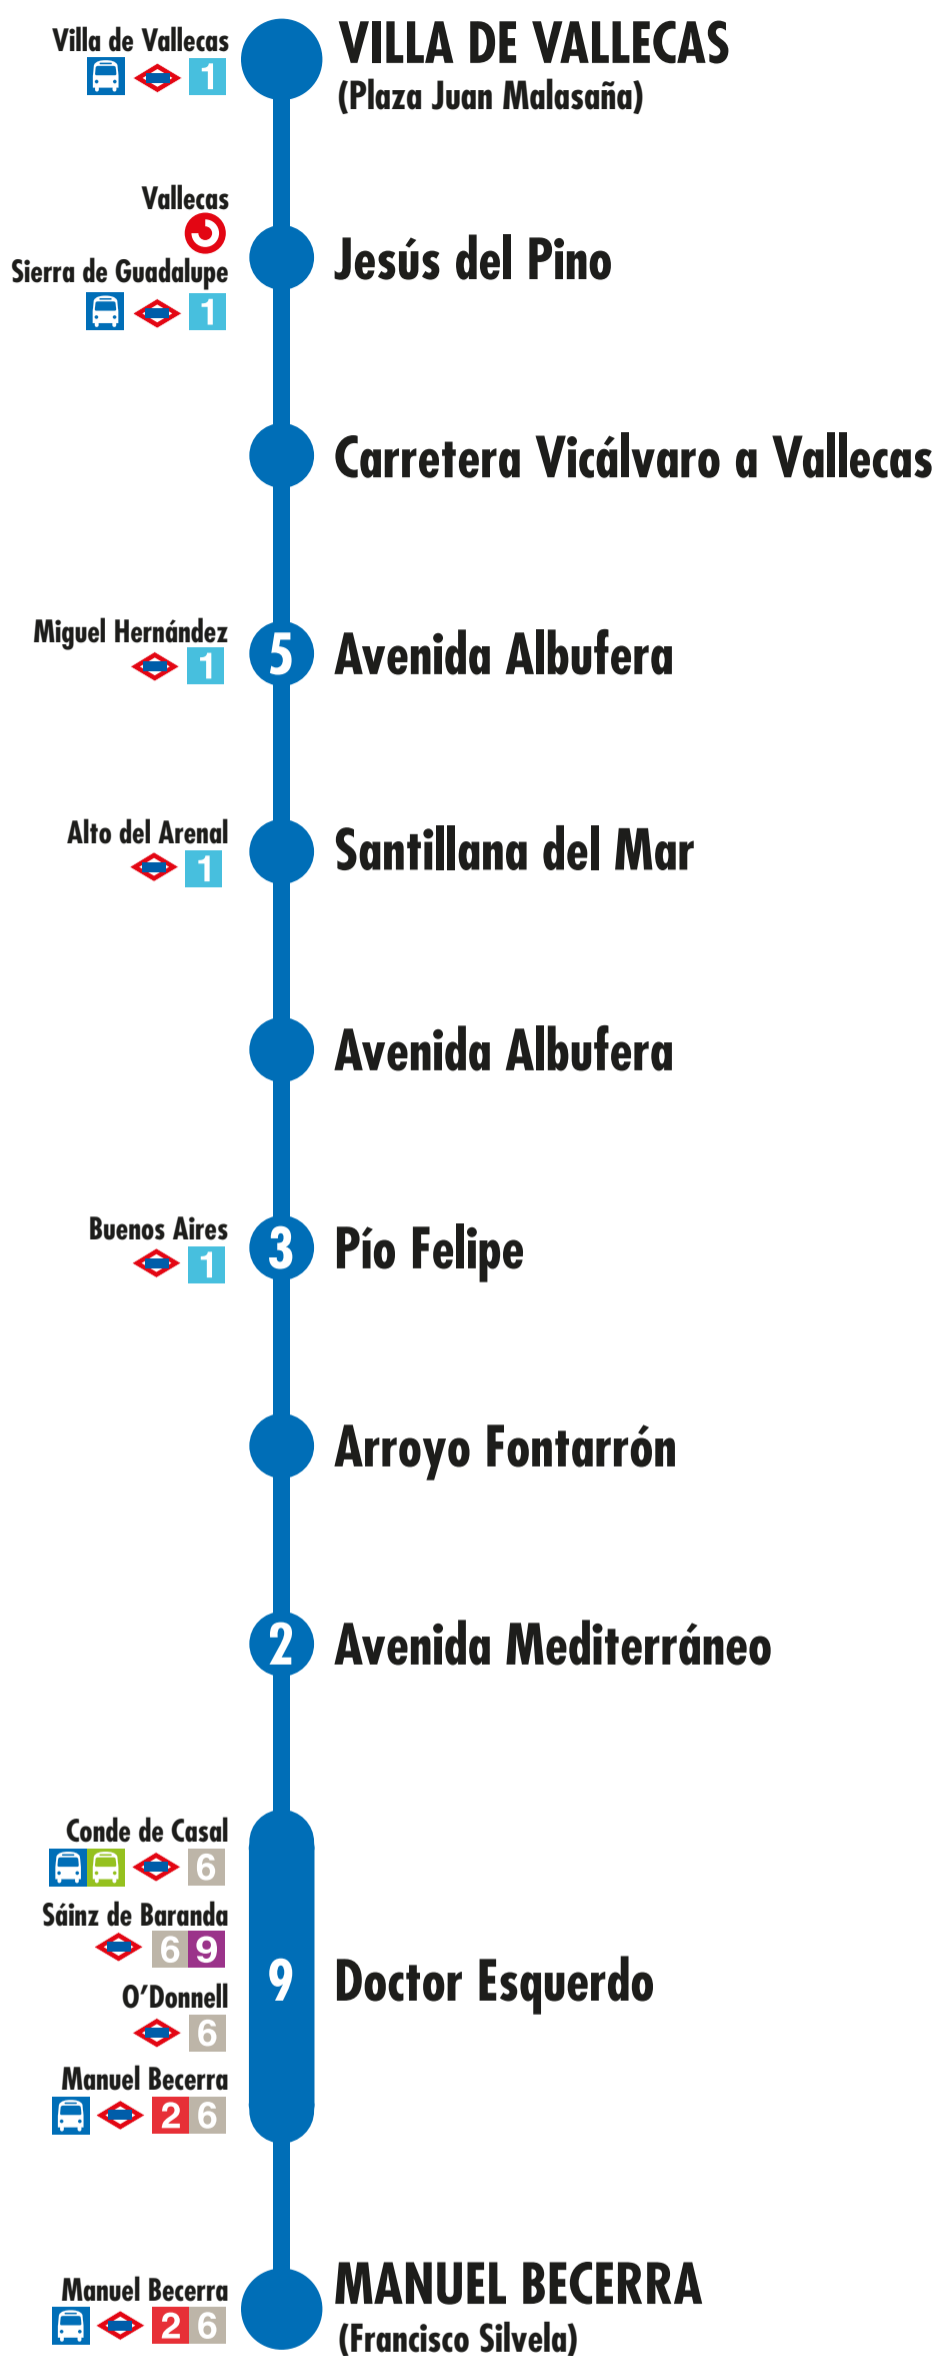 Villa de Vallecas
1
VILLA DE VALLECAS
(Plaza Juan Malasaña)
Vallecas
Sierra de Guadalupe
1
Jesús del Pino
Carretera Vicálvaro a Vallecas
Miguel Hernández
1
5
Avenida Albufera
Alto del Arenal
1
Santillana del Mar
Avenida Albufera
Buenos Aires
1
3
Pío Felipe
Arroyo Fontarrón
2
Avenida Mediterráneo
Conde de Casal
6
Sáinz de Baranda
6 9
O'Donnell
6
Manuel Becerra
2 6
9
Doctor Esquerdo
Manuel Becerra
2 6
MANUEL BECERRA
(Francisco Silvela)